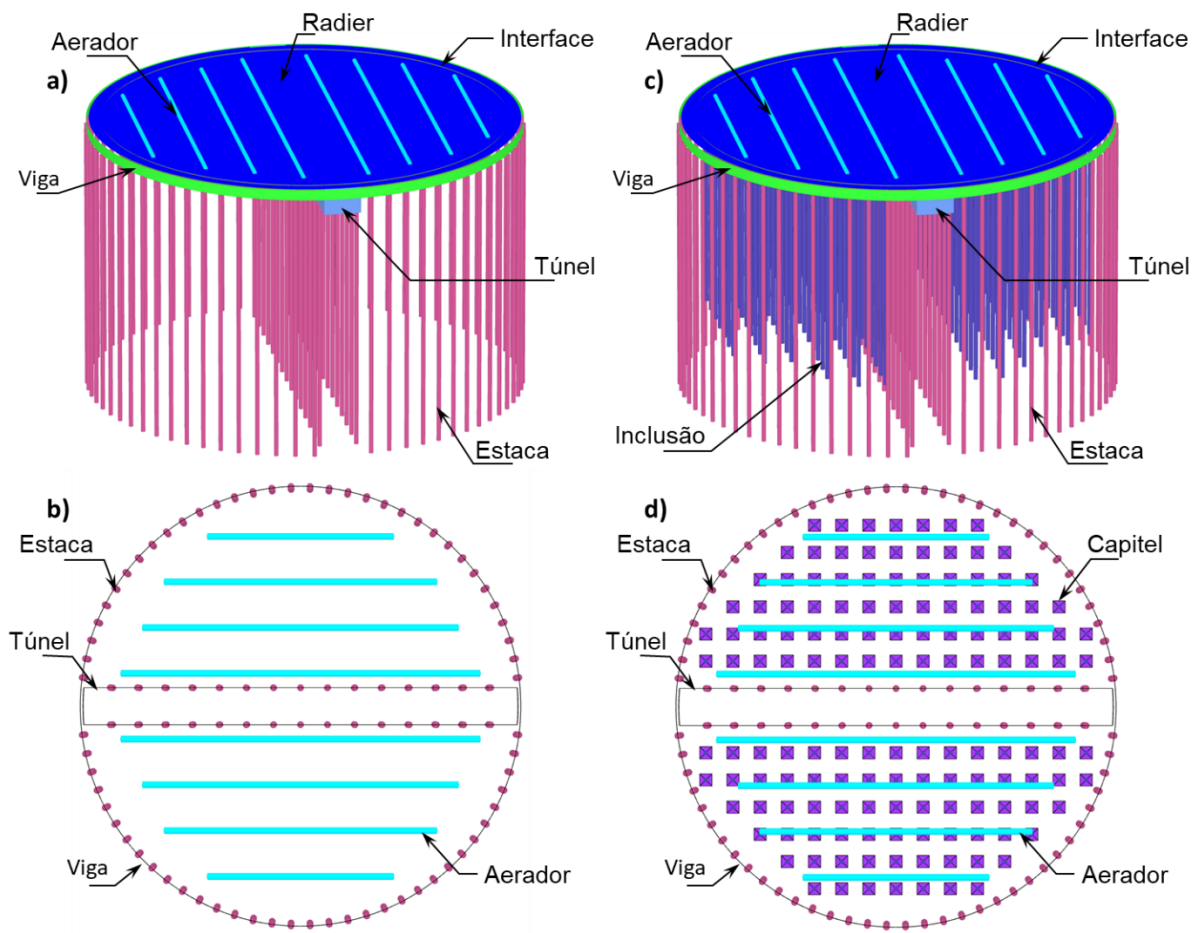 Radier
Aerador
Interface
a)
Viga
Túnel
Estaca
Radier
Aerador
Interface
c)
Viga
Túnel
Inclusão
Estaca
b)
Estaca
Túnel
Viga
Aerador
d)
Estaca
Capitel
Túnel
Viga
Aerador